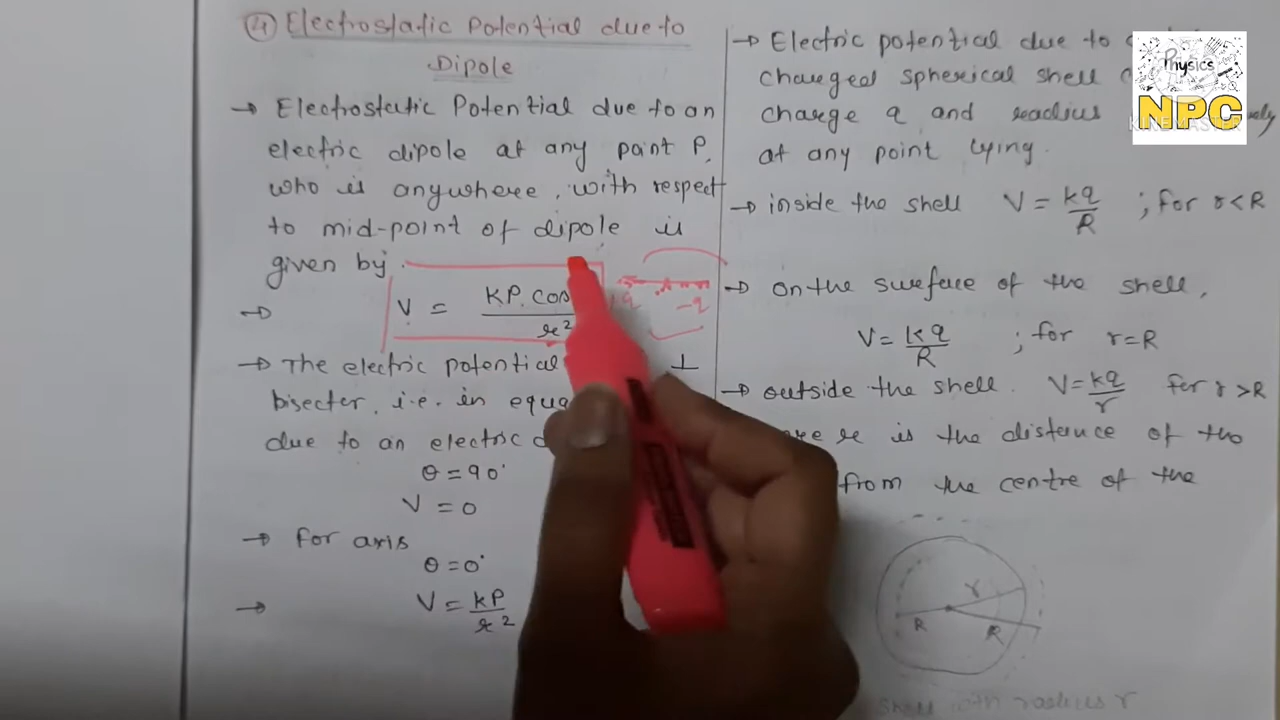 ④ Electrostatic Potential due to
Dipole
→ Electrostatic Potential due to an
electric dipole at any point P,
who is anywhere, with respect
to mid-point of dipole is
given by
⇒ V = KP cos / r²
+q -q
→ The electric potential ⊥
bisecter, i.e. in equa
due to an electric d
θ = 90°
V = 0
→ for axis
θ = 0°
→ V = kP / r²
→ Electric potential due to
charged spherical shell
charge q and readius
at any point lying.
→ inside the shell V = kq / R ; for r < R
→ on the sureface of the shell,
V = kq / R ; for r = R
→ outside the shell. V = kq / r for r > R
r is the distance of the
from the centre of the
r
R R
shell with radius r
Physics
NPC